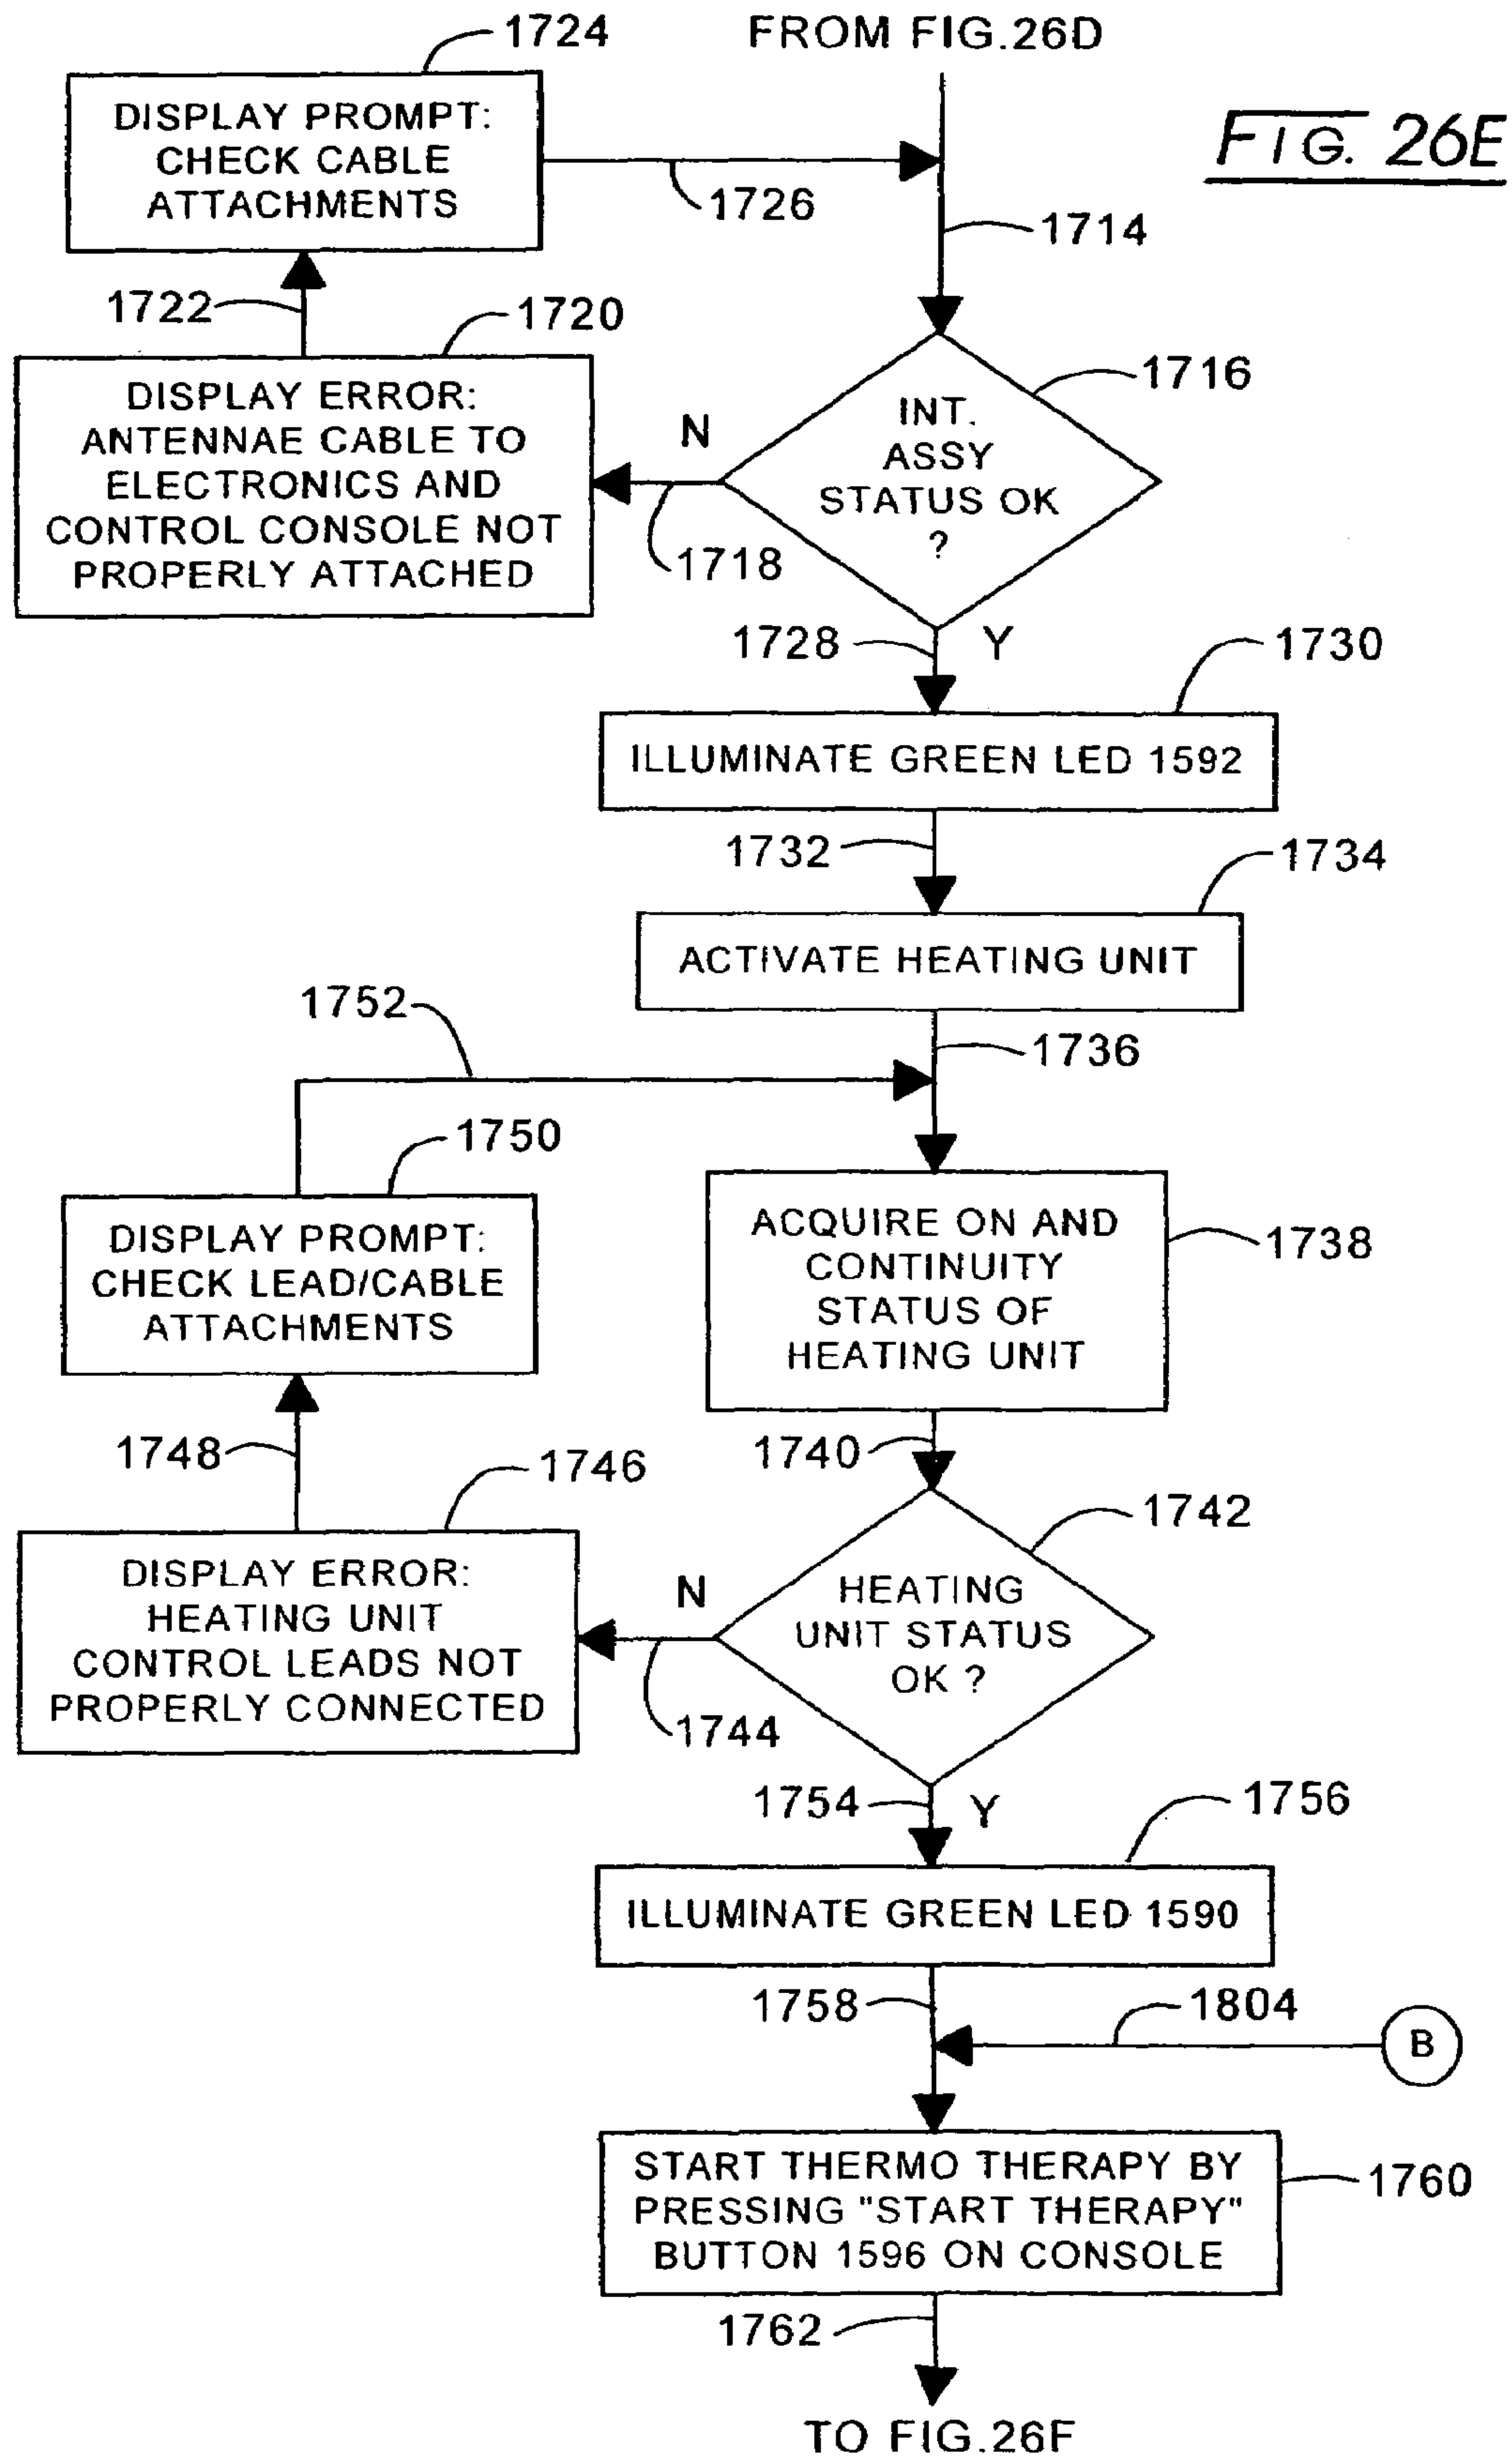 1724
FROM FIG.26D
FIG. 26E
DISPLAY PROMPT:
CHECK CABLE
ATTACHMENTS
1726
1714
1722
1720
1716
DISPLAY ERROR:
ANTENNAE CABLE TO
ELECTRONICS AND
CONTROL CONSOLE NOT
PROPERLY ATTACHED
N
INT.
ASSY
STATUS OK
?
1718
1728
Y
1730
ILLUMINATE GREEN LED 1592
1732
1734
ACTIVATE HEATING UNIT
1752
1736
1750
DISPLAY PROMPT:
CHECK LEAD/CABLE
ATTACHMENTS
ACQUIRE ON AND
CONTINUITY
STATUS OF
HEATING UNIT
1738
1748
1746
1740
1742
DISPLAY ERROR:
HEATING UNIT
CONTROL LEADS NOT
PROPERLY CONNECTED
N
HEATING
UNIT STATUS
OK ?
1744
1754
Y
1756
ILLUMINATE GREEN LED 1590
1758
1804
B
START THERMO THERAPY BY
PRESSING "START THERAPY"
BUTTON 1596 ON CONSOLE
1760
1762
TO FIG.26F